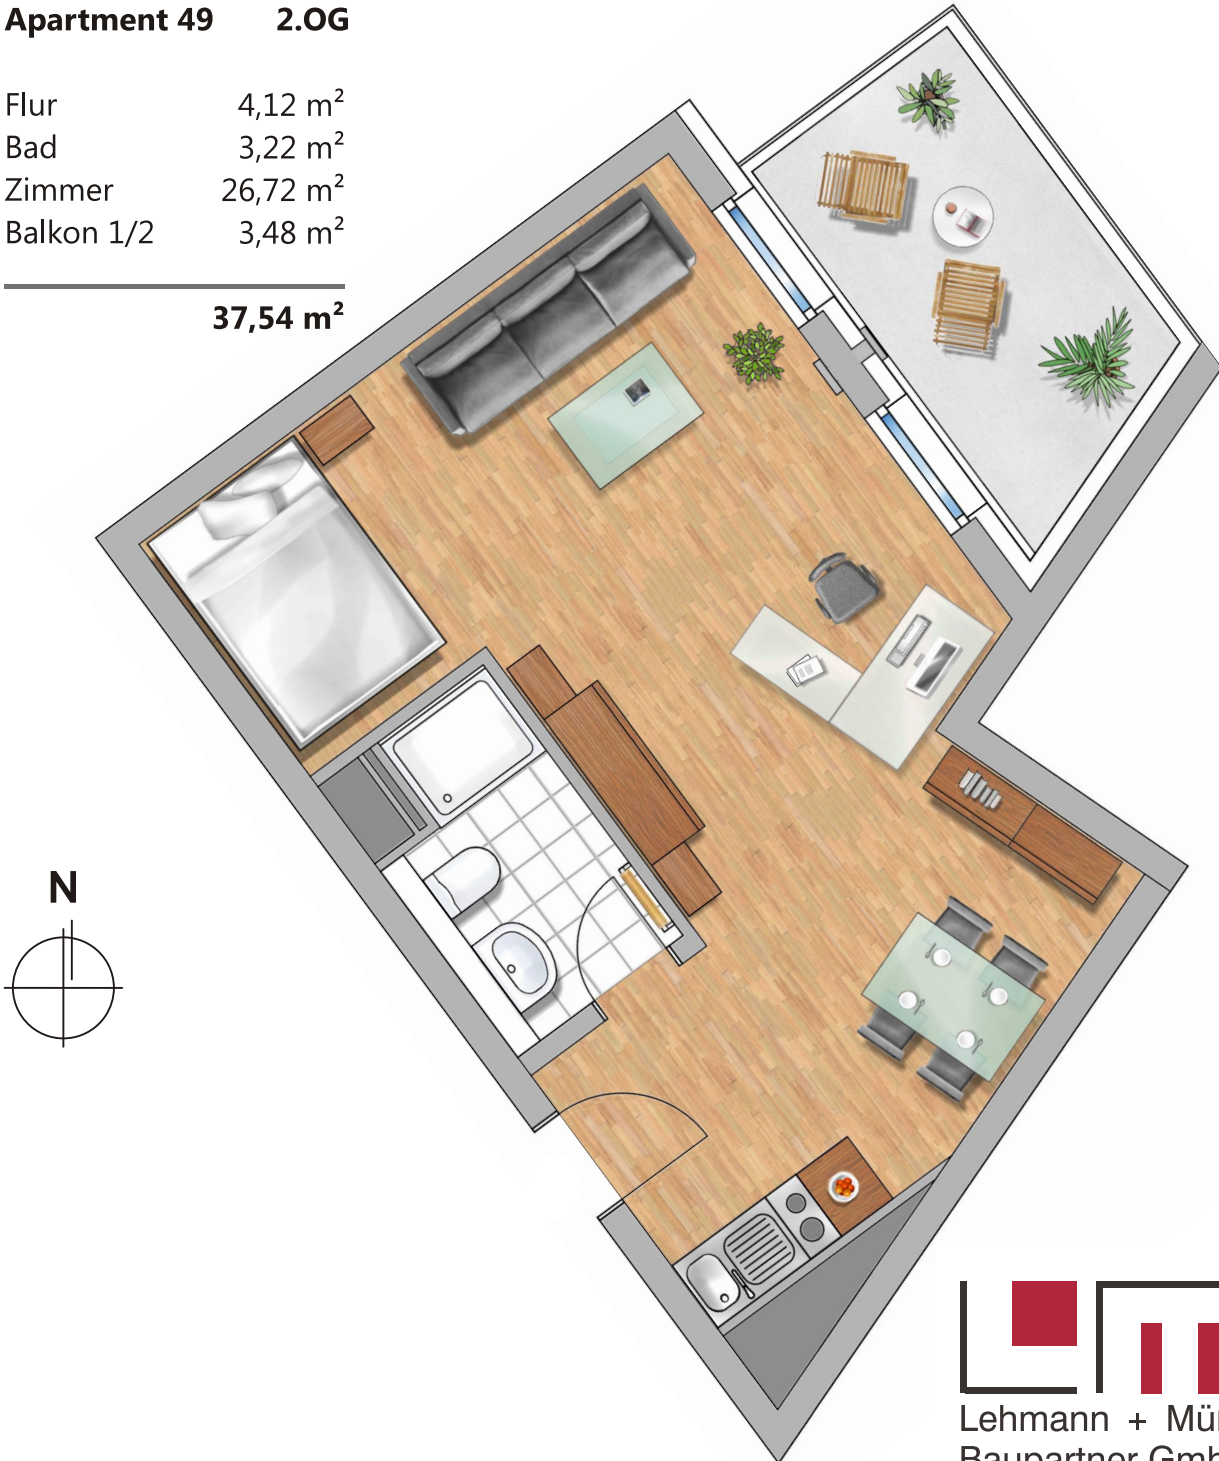 Apartment 49 2.OG
Flur 4,12 m²
Bad 3,22 m²
Zimmer 26,72 m²
Balkon 1/2 3,48 m²
37,54 m²
N
Lehmann +
Baupartner